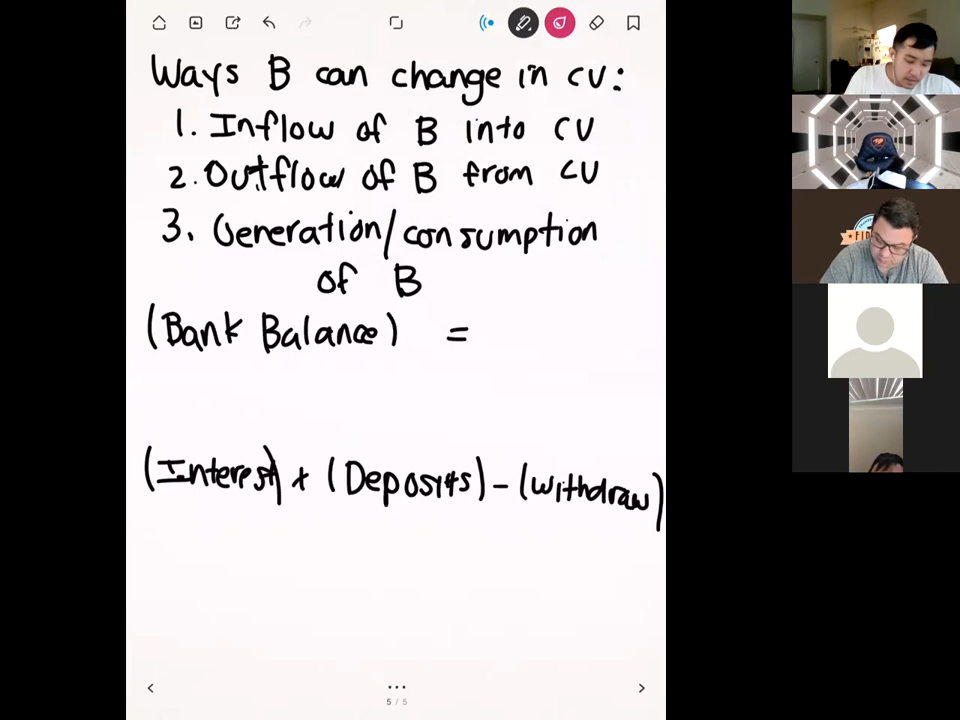 Ways B can change in CV:
1. Inflow of B into CV
2. Outflow of B from CV
3. Generation/consumption
of B
(Bank Balance) =
(Interest) + (Deposits) - (withdraw)
5 / 5